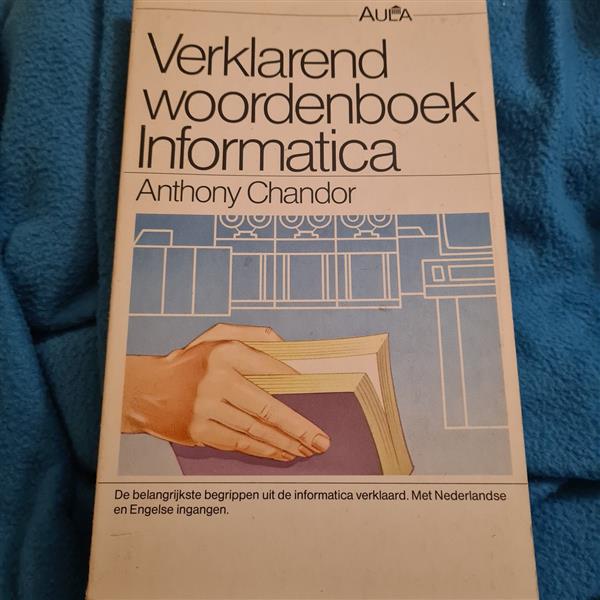 AULA
Verklarend
woordenboek
Informatica
Anthony Chandor
De belangrijkste begrippen uit de informatica verklaard. Met Nederlandse
en Engelse ingangen.